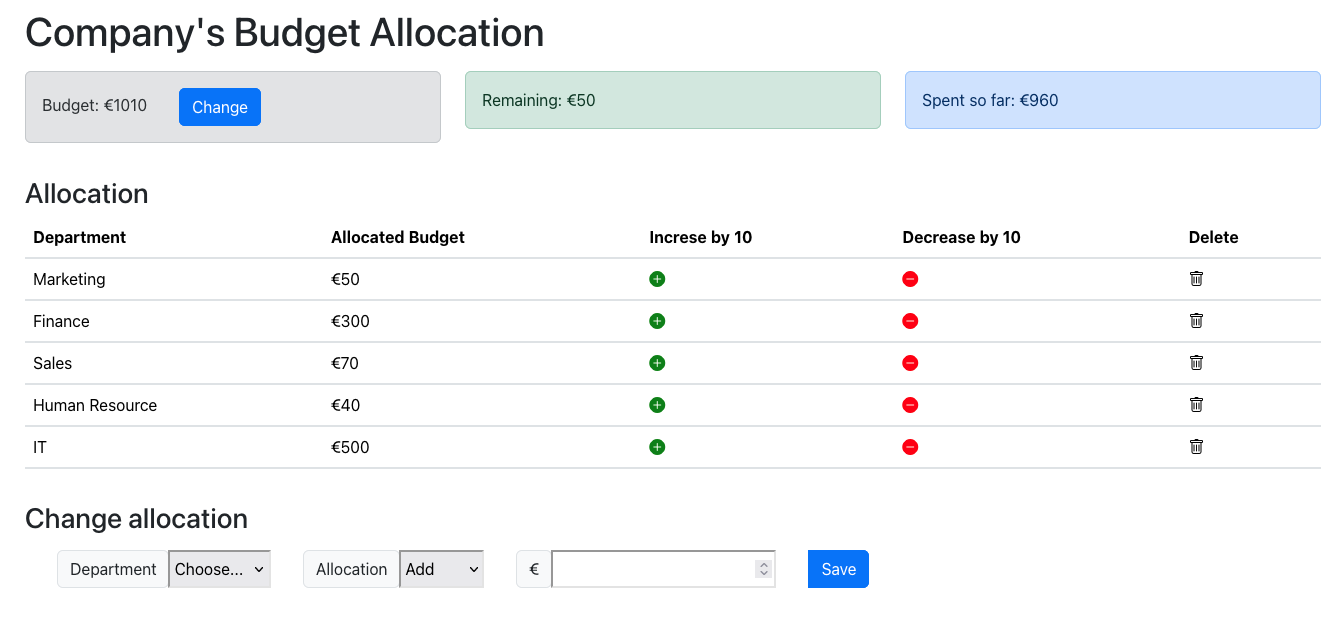 Company's Budget Allocation
Budget: €1010 Change Remaining: €50 Spent so far: €960
Allocation
Department Allocated Budget Increse by 10 Decrease by 10 Delete
Marketing €50
Finance €300
Sales €70
Human Resource €40
IT €500
Change allocation
Department Choose... Allocation Add € Save